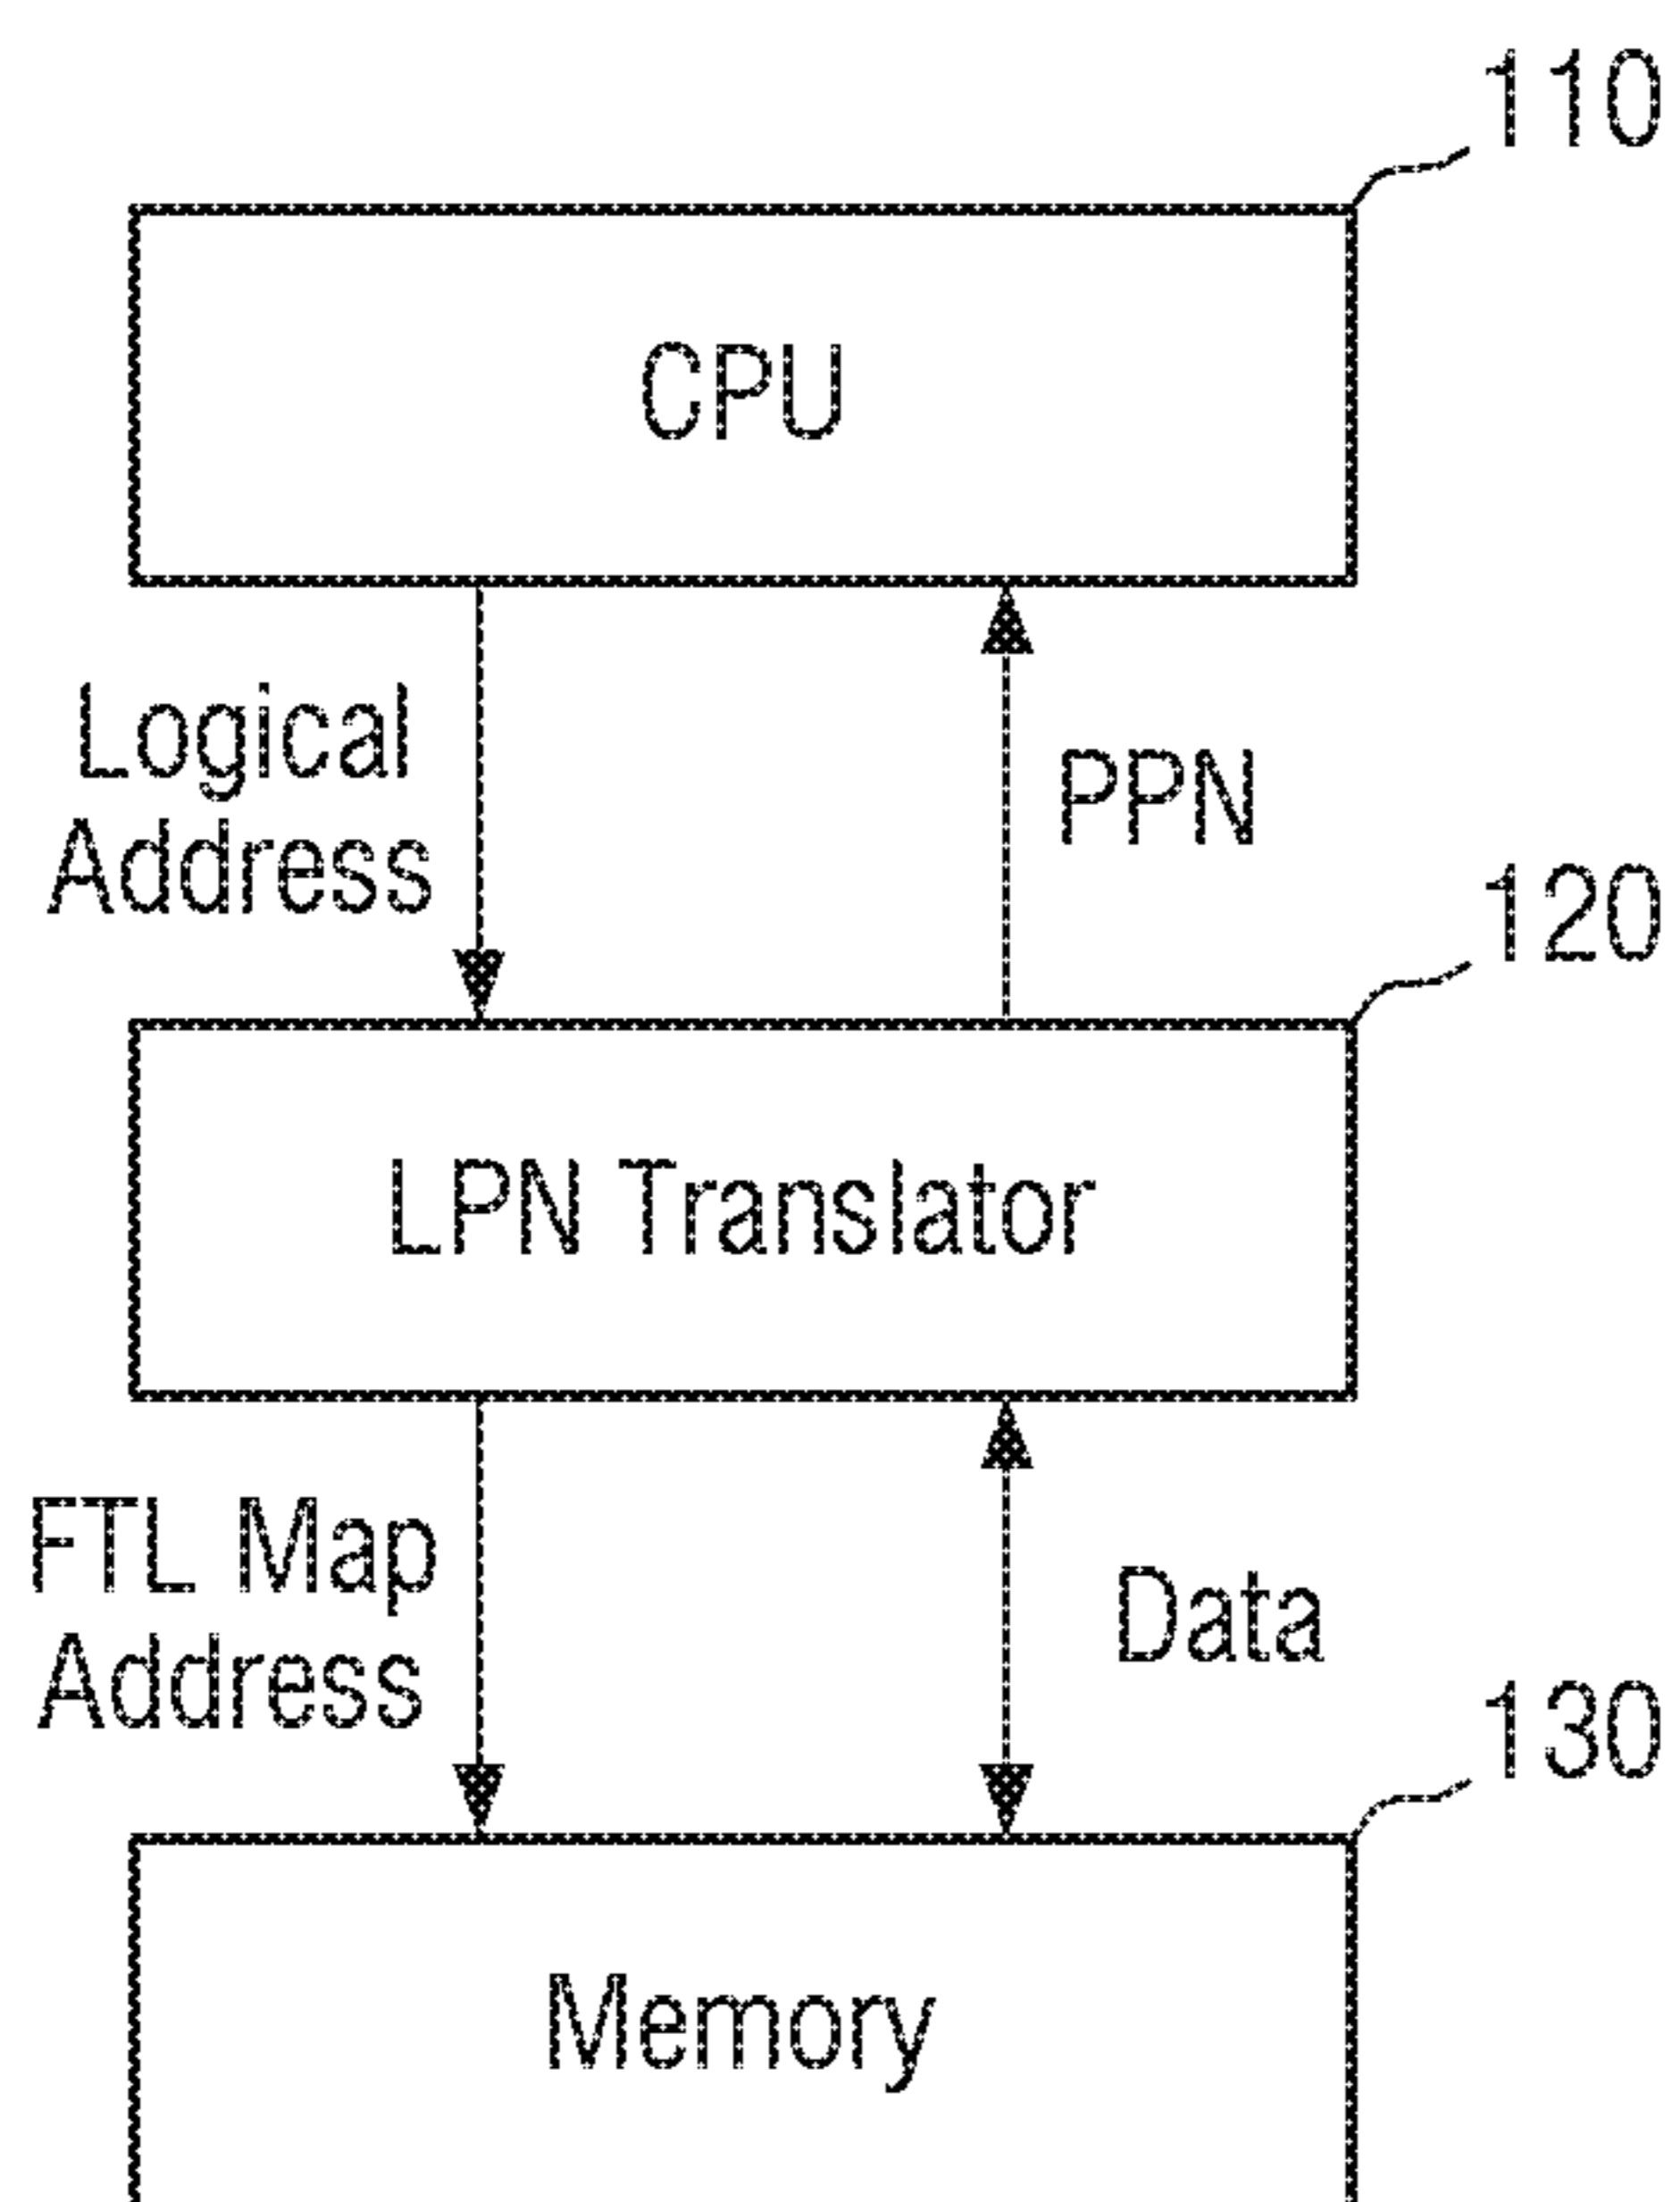 110
CPU
Logical
Address
PPN
120
LPN Translator
FTL Map
Address
Data
130
Memory